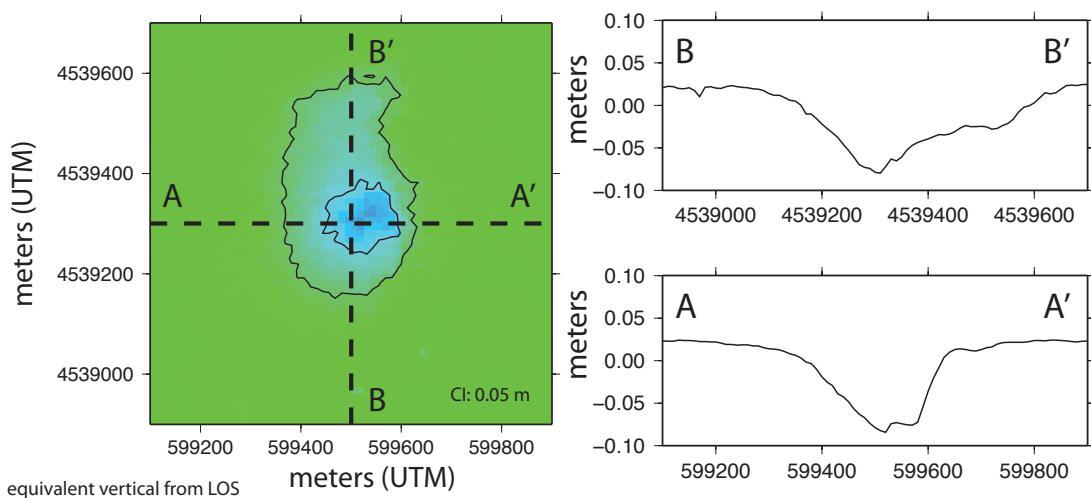 4539600
4539400
4539200
4539000
meters (UTM)
B’
A
A’
B
CI: 0.05 m
599200
599400
599600
599800
meters (UTM)
equivalent vertical from LOS
0.10
0.05
0.00
−0.05
−0.10
meters
B
B’
4539000
4539200
4539400
4539600
0.10
0.05
0.00
−0.05
−0.10
meters
A
A’
599200
599400
599600
599800